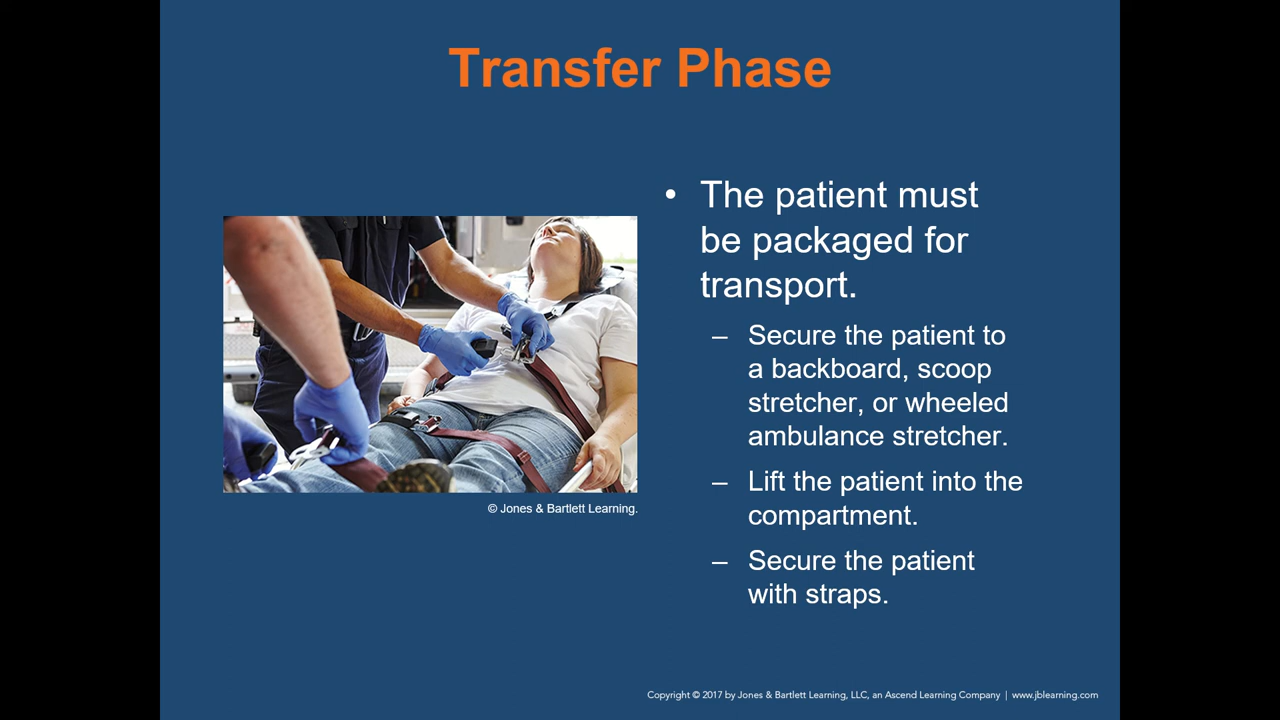 Transfer Phase
• The patient must
be packaged for
transport.
– Secure the patient to
a backboard, scoop
stretcher, or wheeled
ambulance stretcher.
– Lift the patient into the
compartment.
– Secure the patient
with straps.
© Jones & Bartlett Learning.
Copyright © 2017 by Jones & Bartlett Learning, LLC, an Ascend Learning Company | www.jblearning.com